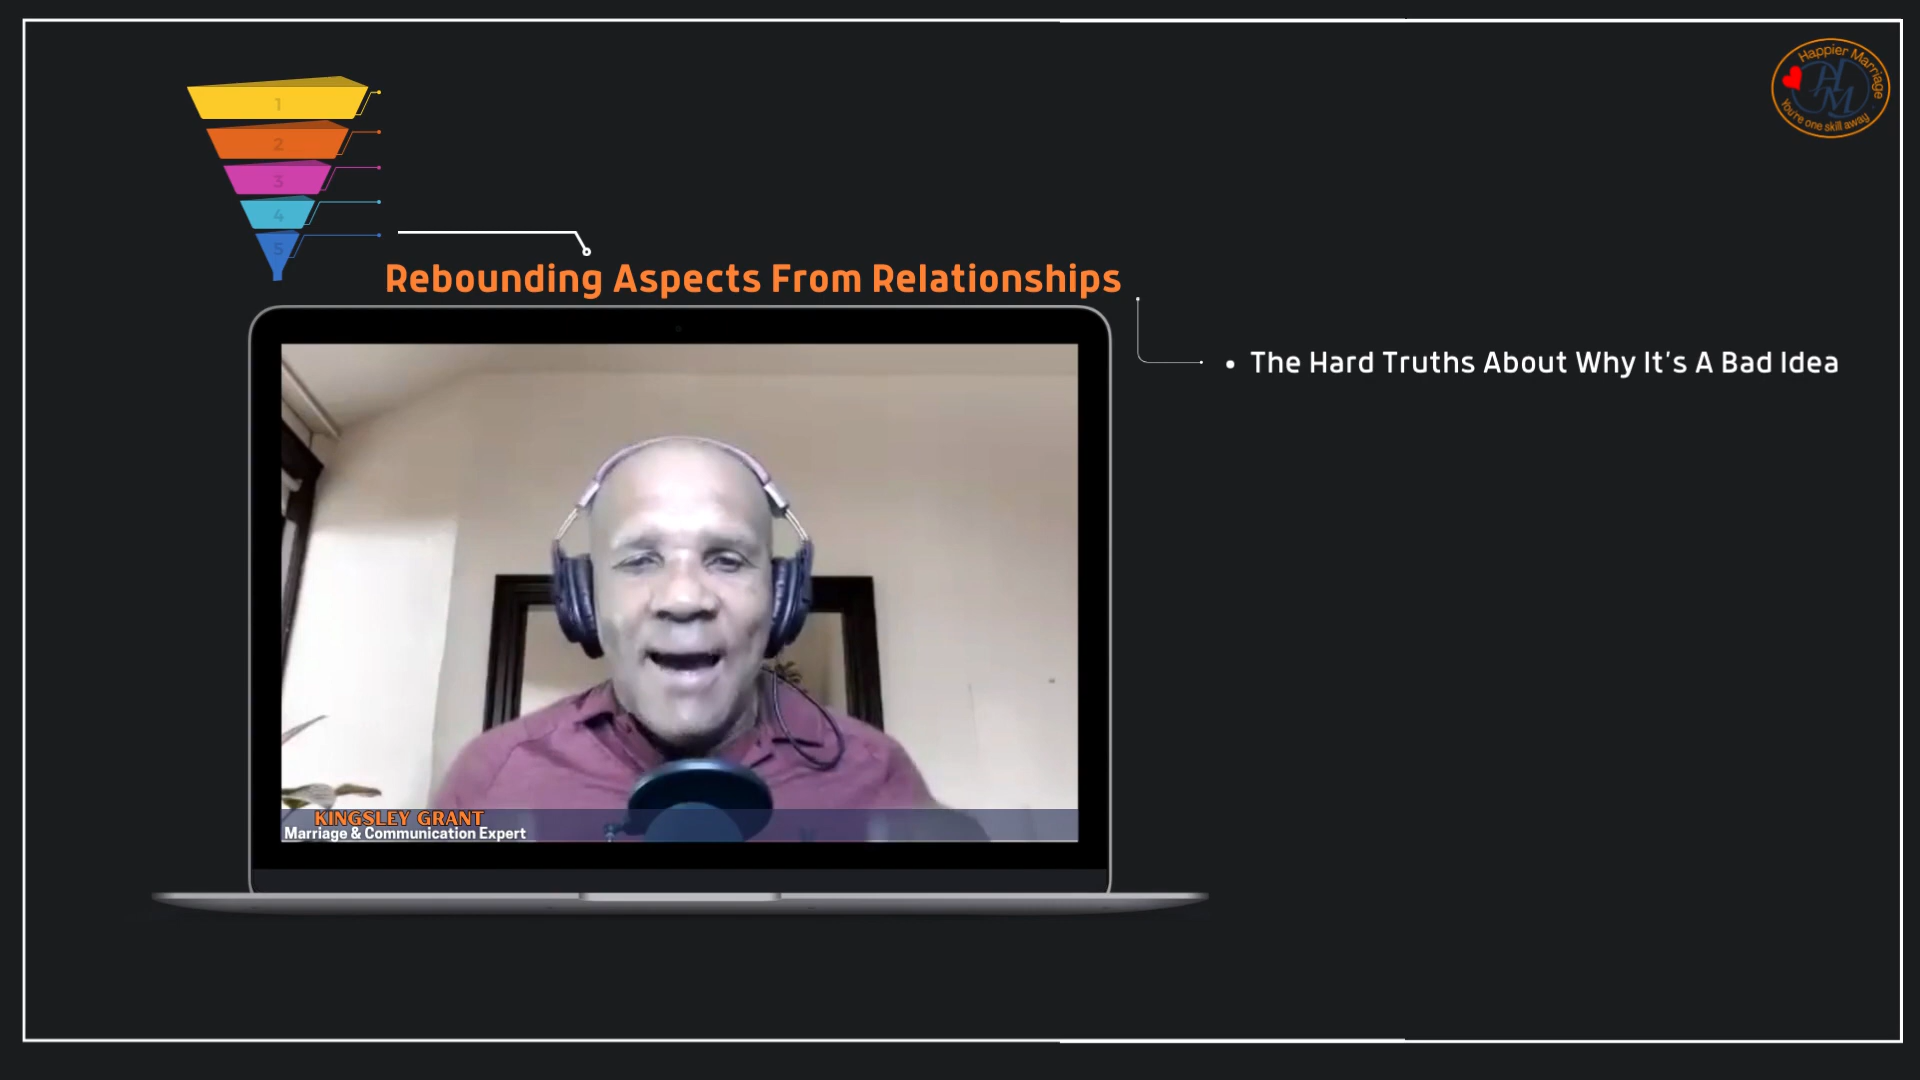 1
2
3
4
5
Happier Marriage
HM
You're one skill away
Rebounding Aspects From Relationships
• The Hard Truths About Why It's A Bad Idea
KINGSLEY GRANT
Marriage & Communication Expert